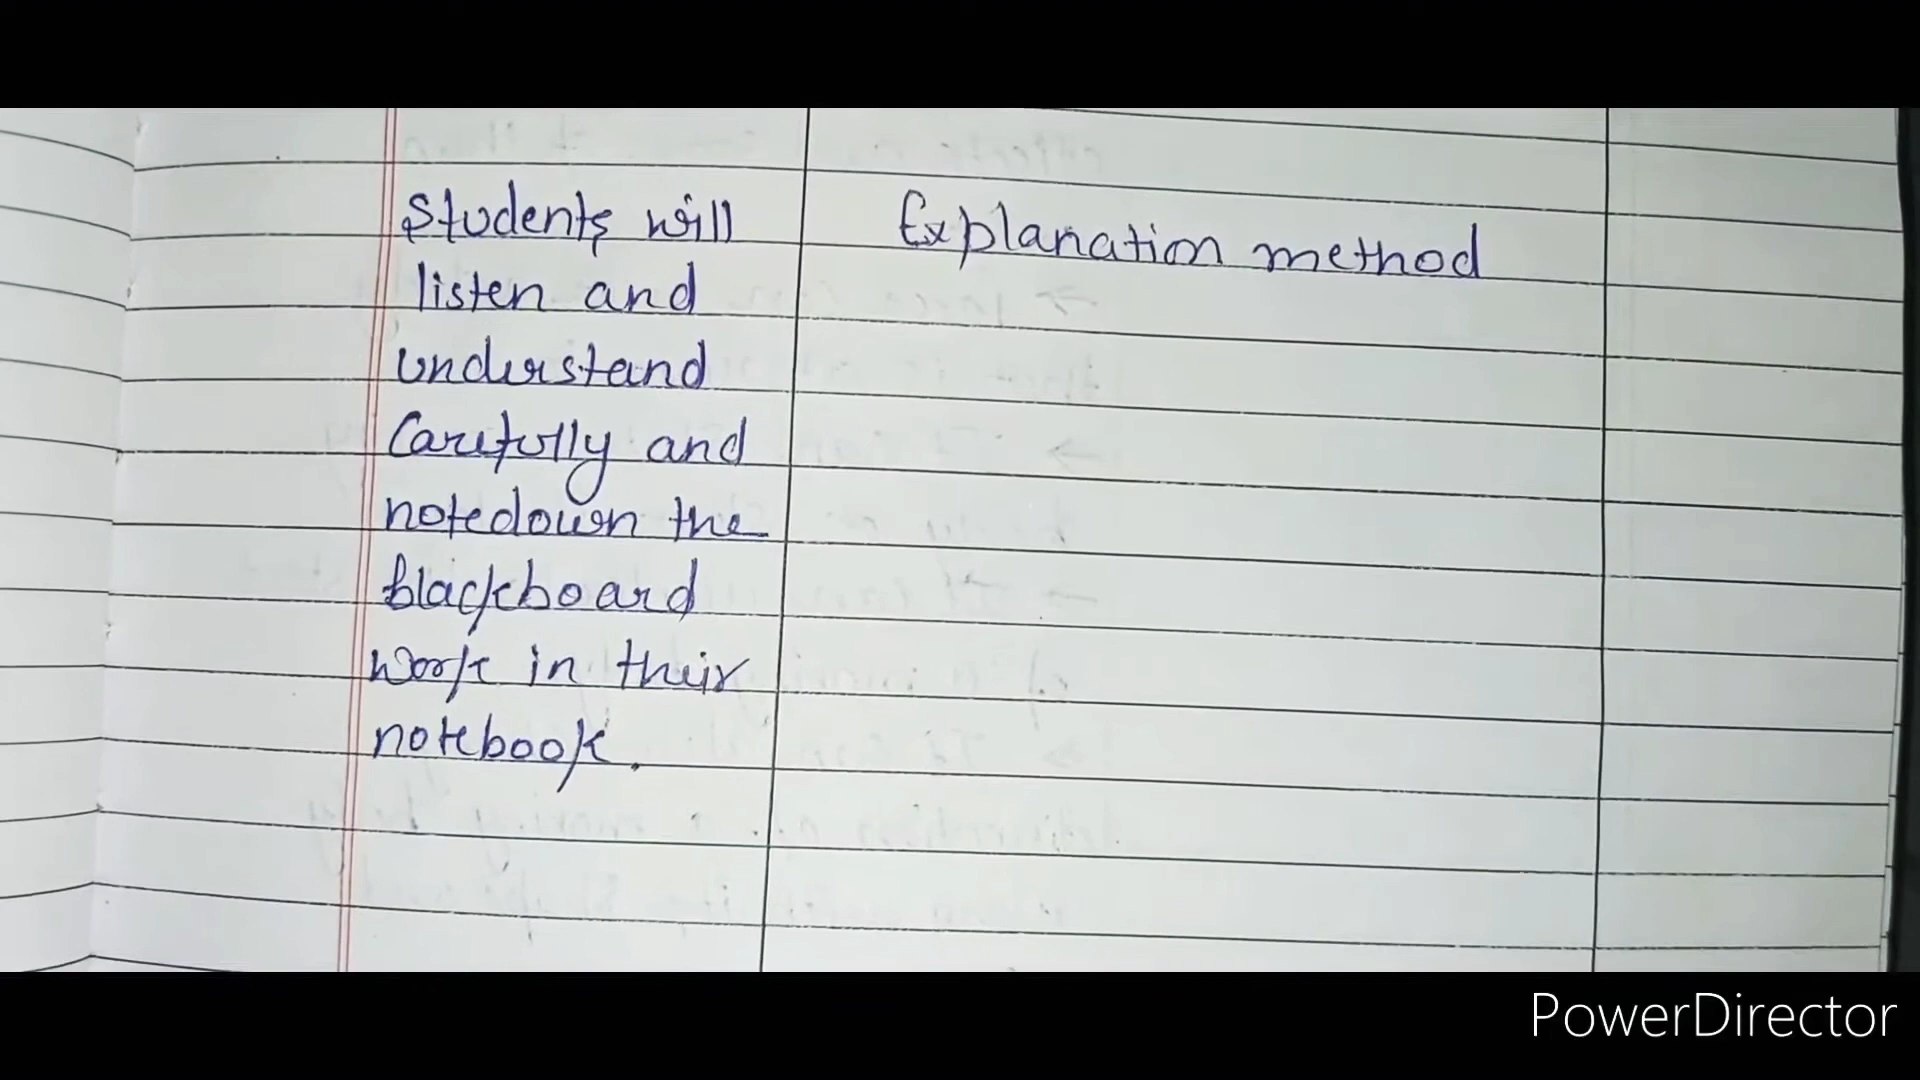 Students will
Explanation method
listen and
understand
Carefully and
notedown the
blackboard
work in their
notebook.
PowerDirector